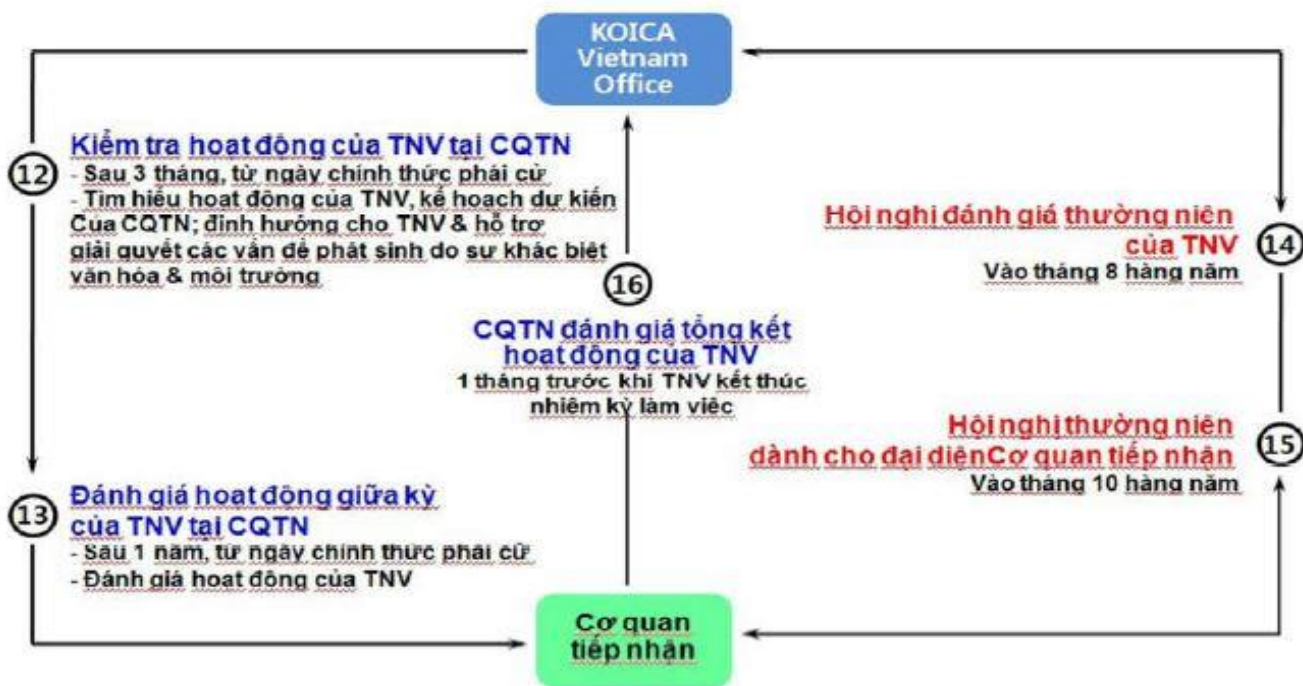 KOICA
Vietnam
Office
12
Kiểm tra hoạt động của TNV tại CQTN
- Sau 3 tháng, từ ngày chính thức phái cử
- Tìm hiểu hoạt động của TNV, kế hoạch dự kiến
Của CQTN; định hướng cho TNV & hỗ trợ
giải quyết các vấn đề phát sinh do sự khác biệt
văn hóa & môi trường
16
CQTN đánh giá tổng kết
hoạt động của TNV
1 tháng trước khi TNV kết thúc
nhiệm kỳ làm việc
Hội nghị đánh giá thường niên
của TNV
14
Vào tháng 8 hàng năm
Hội nghị thường niên
dành cho đại diệnCơ quan tiếp nhận
15
Vào tháng 10 hàng năm
13
Đánh giá hoạt động giữa kỳ
của TNV tại CQTN
- Sau 1 năm, từ ngày chính thức phái cử
- Đánh giá hoạt động của TNV
Cơ quan
tiếp nhận